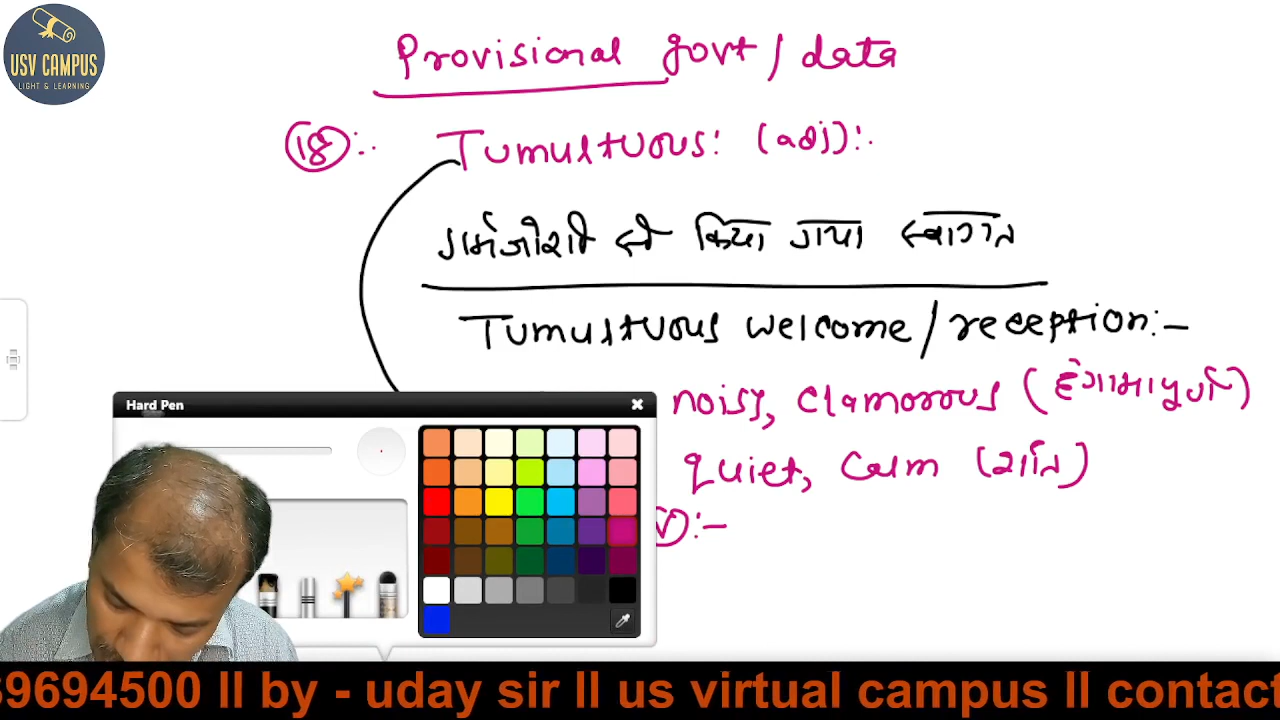 USV CAMPUS
LIGHT & LEARNING
Provisional govt / data
18 :. Tumultuous: (adj):.
गर्मजोशी से किया गया स्वागत
Tumultuous welcome / reception:-
noisy, Clamorous (हंगामापूर्ण)
quiet, Calm (शांत)
V):-
Hard Pen
39694500 ll by - uday sir ll us virtual campus ll contact